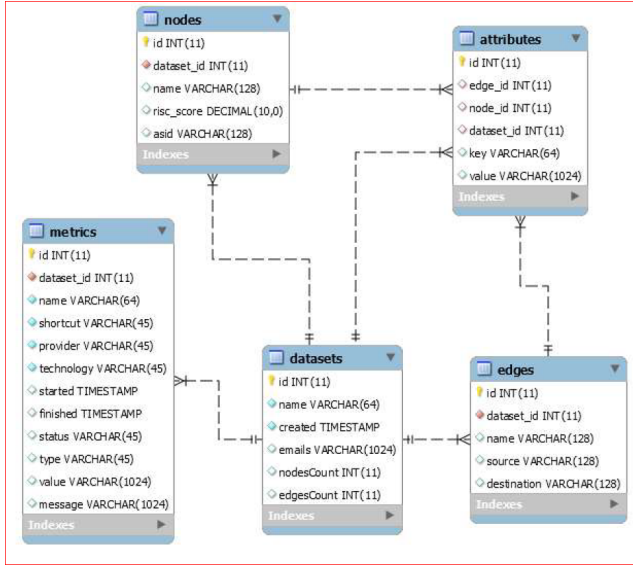 nodes
id INT(11)
dataset_id INT(11)
name VARCHAR(128)
risc_score DECIMAL(10,0)
asid VARCHAR(128)
Indexes
attributes
id INT(11)
edge_id INT(11)
node_id INT(11)
dataset_id INT(11)
key VARCHAR(64)
value VARCHAR(1024)
Indexes
metrics
id INT(11)
dataset_id INT(11)
name VARCHAR(64)
shortcut VARCHAR(45)
provider VARCHAR(45)
technology VARCHAR(45)
started TIMESTAMP
finished TIMESTAMP
status VARCHAR(45)
type VARCHAR(45)
value VARCHAR(1024)
message VARCHAR(1024)
Indexes
datasets
id INT(11)
name VARCHAR(64)
created TIMESTAMP
emails VARCHAR(1024)
nodesCount INT(11)
edgesCount INT(11)
Indexes
edges
id INT(11)
dataset_id INT(11)
name VARCHAR(128)
source VARCHAR(128)
destination VARCHAR(128)
Indexes